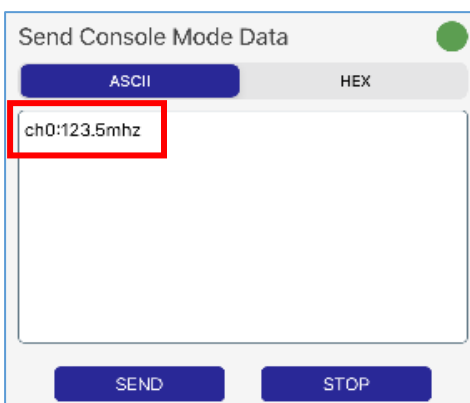 Send Console Mode Data
ASCII HEX
ch0:123.5mhz
SEND STOP